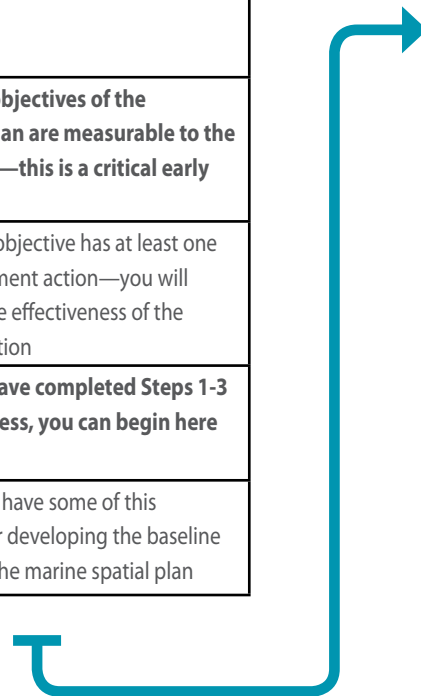 bjectives of the
an are measurable to the
—this is a critical early
objective has at least one
ment action—you will
e effectiveness of the
tion
ave completed Steps 1-3
ess, you can begin here
have some of this
r developing the baseline
he marine spatial plan